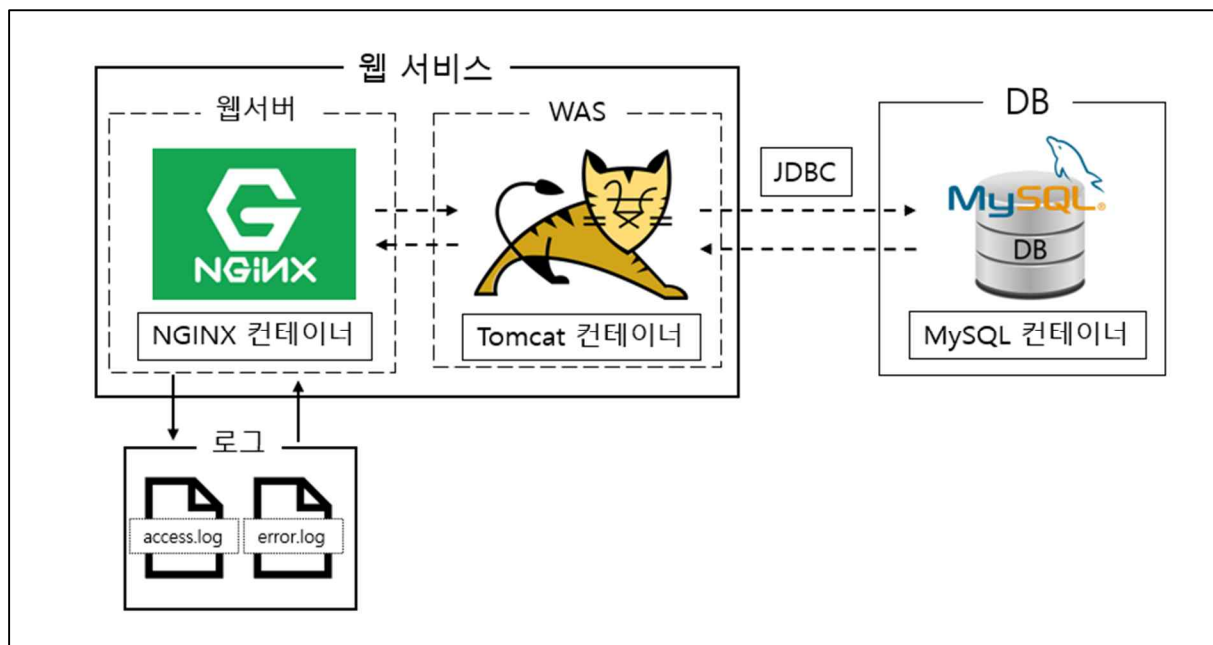 웹 서비스
웹서버
WAS
DB
JDBC
NGiNX
MySQL®
DB
NGINX 컨테이너
Tomcat 컨테이너
MySQL 컨테이너
로그
access.log
error.log